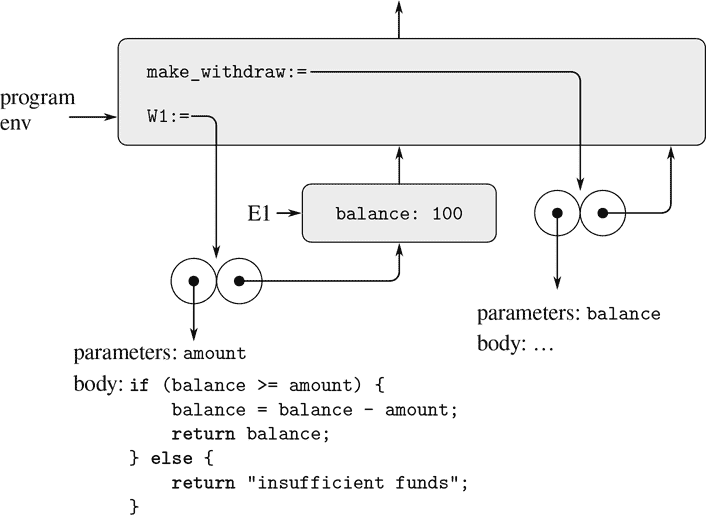 make_withdraw:=
program
env
W1:=
E1
balance: 100
parameters: balance
body: ...
parameters: amount
body: if (balance >= amount) {
balance = balance - amount;
return balance;
} else {
return "insufficient funds";
}